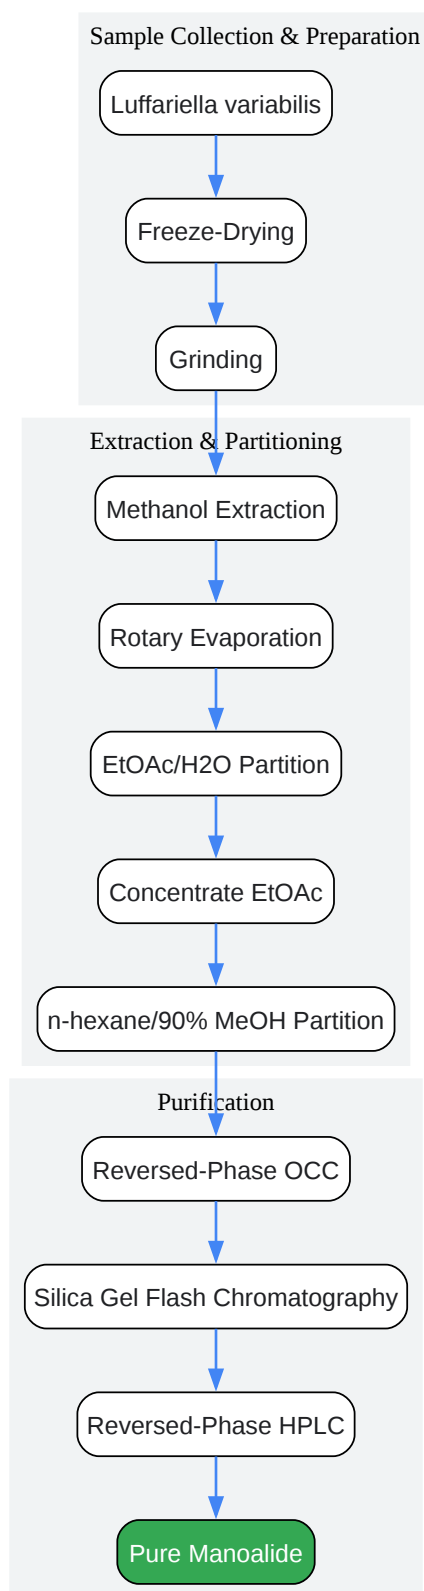 Sample Collection & Preparation
Luffariella variabilis
Freeze-Drying
Grinding
Extraction & Partitioning
Methanol Extraction
Rotary Evaporation
EtOAc/H2O Partition
Concentrate EtOAc
n-hexane/90% MeOH Partition
Purification
Reversed-Phase OCC
Silica Gel Flash Chromatography
Reversed-Phase HPLC
Pure Manoalide